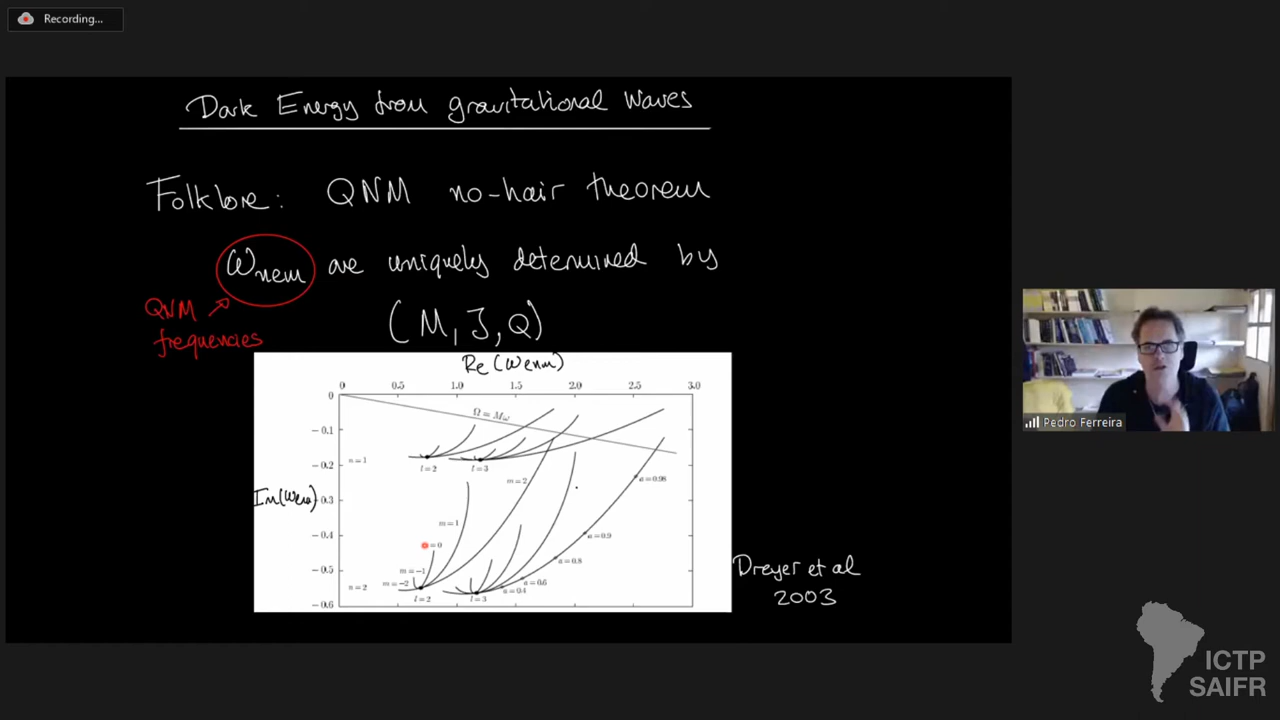 Recording...
Dark Energy from gravitational waves
Folklore: QNM no-hair theorem
ωnlm are uniquely determined by
QNM
frequencies
(M, J, Q)
Re(ωlnm)
0 0.5 1.0 1.5 2.0 2.5 3.0
0
Ω = Mω
−0.1
n = 1
−0.2
l = 2 l = 3
m = 2
a = 0.98
−0.3
m = 1
−0.4
a = 0.9
m = 0
a = 0.8
−0.5
m = −1
n = 2
m = −2
a = 0.6
a = 0.4
l = 2 l = 3
−0.6
Dreyer et al
2003
Pedro Ferreira
ICTP
SAIFR